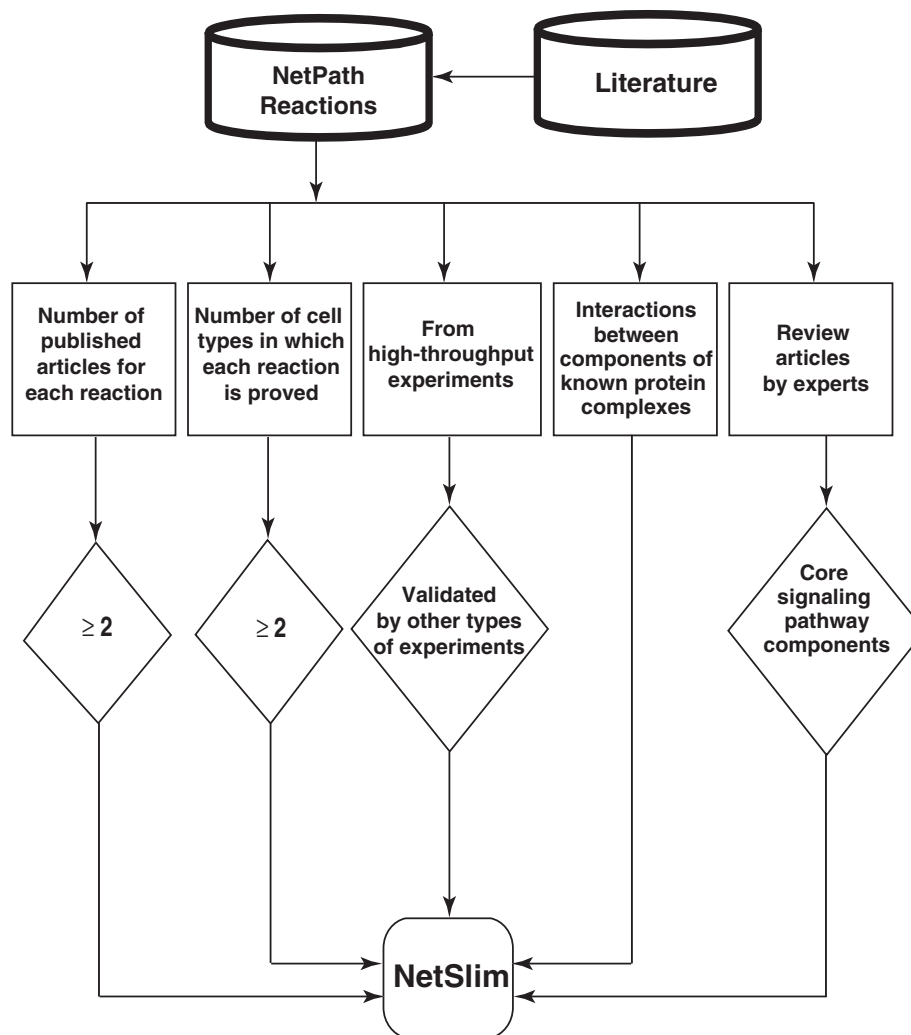 NetPath
Reactions
Literature
Number of
published
articles for
each reaction
Number of cell
types in which
each reaction
is proved
From
high-throughput
experiments
Interactions
between
components of
known protein
complexes
Review
articles
by experts
≥ 2
≥ 2
Validated
by other types
of experiments
Core
signaling
pathway
components
NetSlim